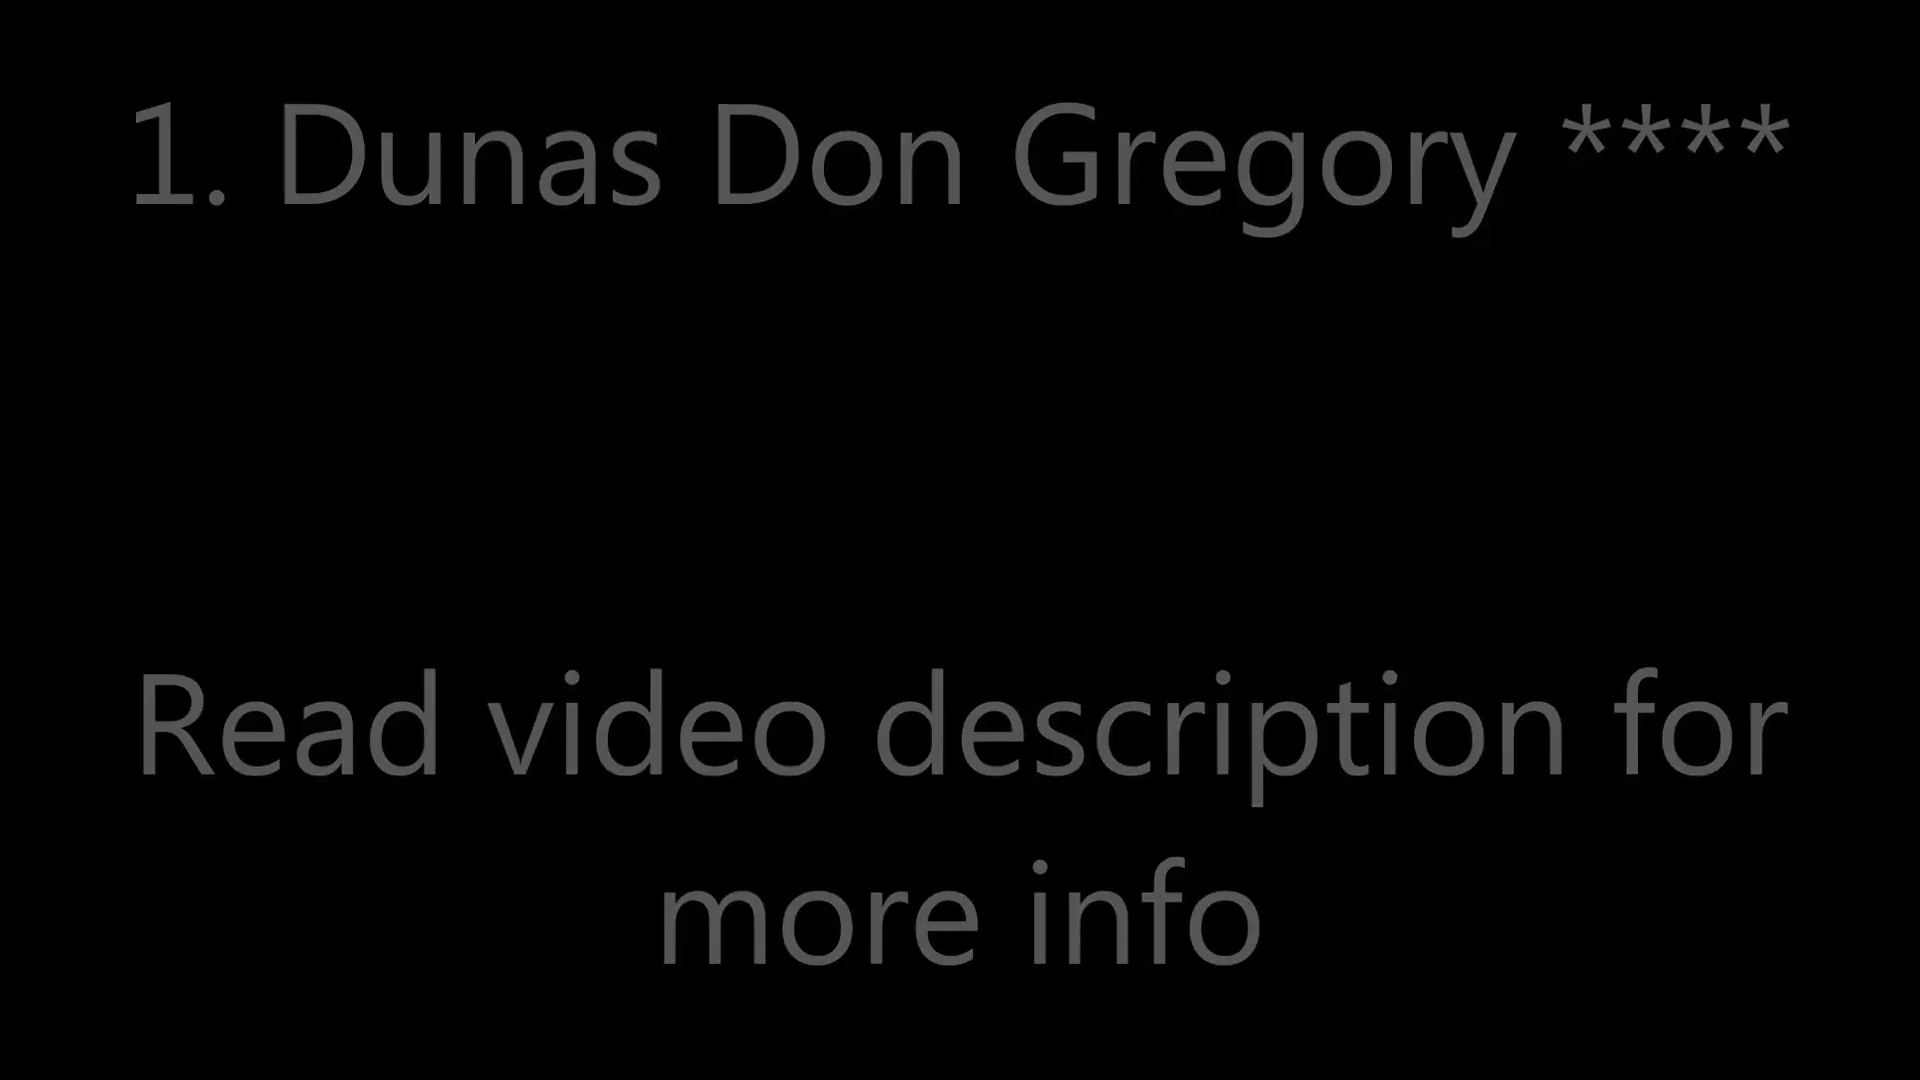 1. Dunas Don Gregory ****
Read video description for
more info